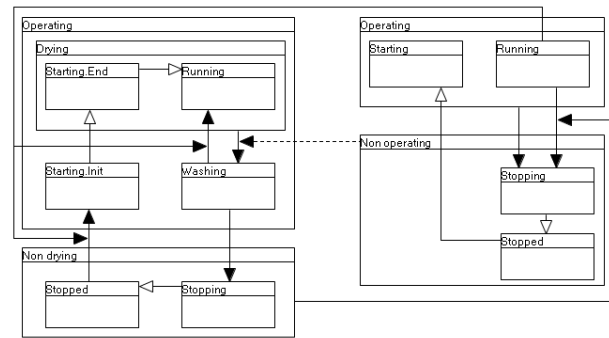 Operating
Drying
Starting.End
Running
Starting.Init
Washing
Non drying
Stopped
Stopping
Operating
Starting
Running
Non operating
Stopping
Stopped